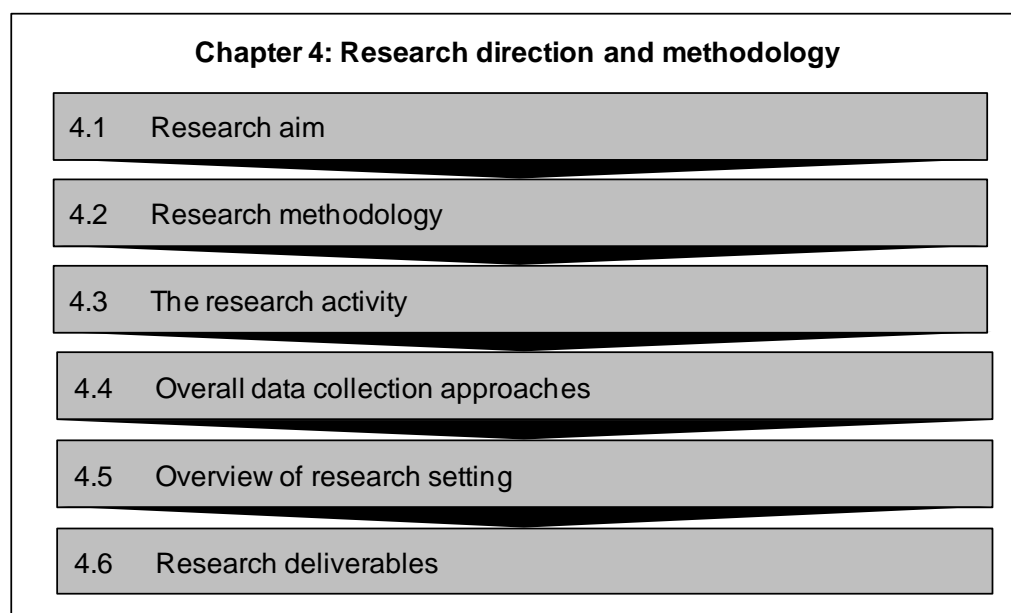 Chapter 4: Research direction and methodology
4.1 Research aim
4.2 Research methodology
4.3 The research activity
4.4 Overall data collection approaches
4.5 Overview of research setting
4.6 Research deliverables